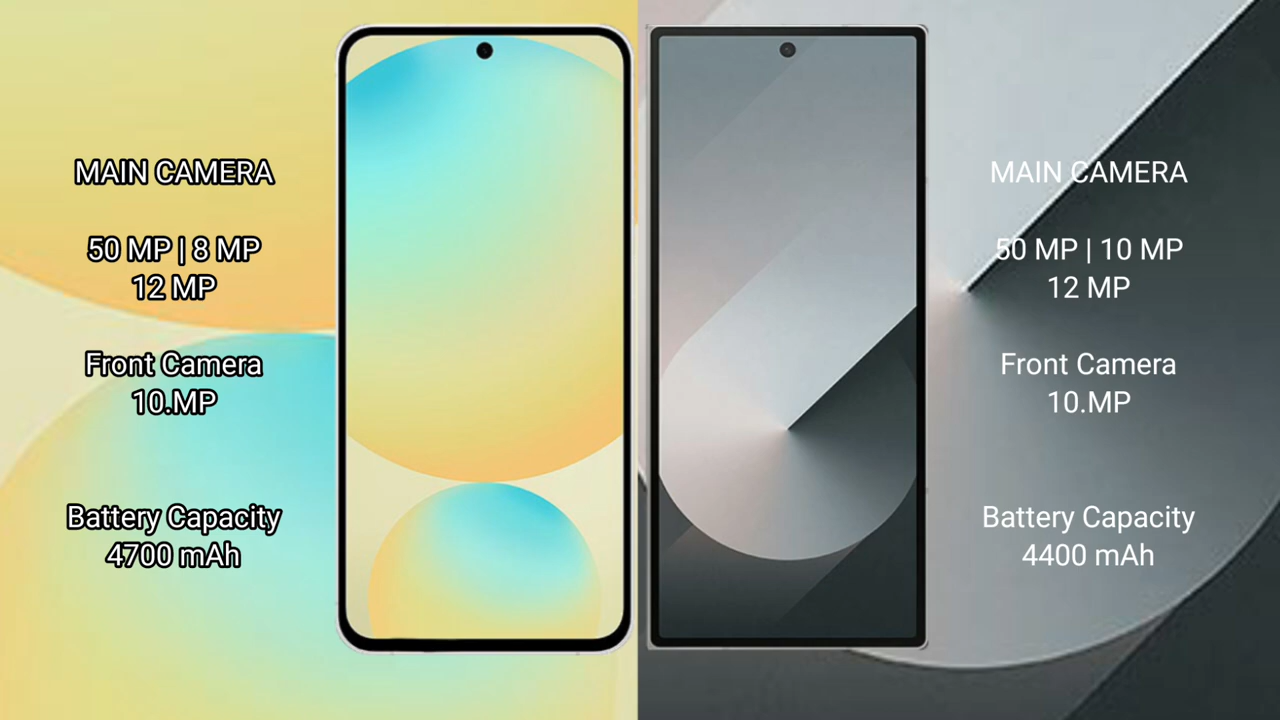 MAIN CAMERA
50 MP | 8 MP
12 MP
Front Camera
10.MP
Battery Capacity
4700 mAh
MAIN CAMERA
50 MP | 10 MP
12 MP
Front Camera
10.MP
Battery Capacity
4400 mAh